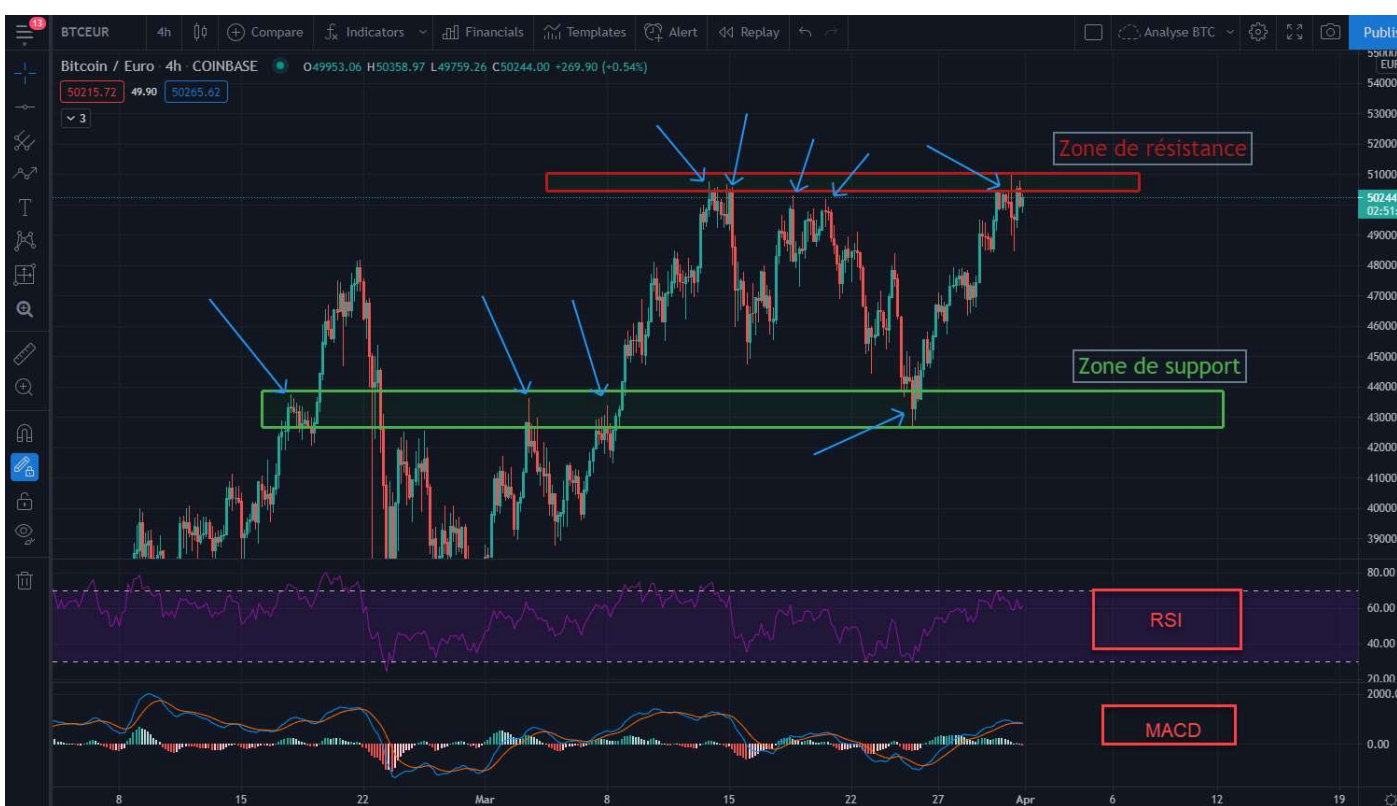 13
BTCEUR 4h Compare Indicators Financials Templates Alert Replay Analyse BTC Publis
Bitcoin / Euro · 4h · COINBASE O49953.06 H50358.97 L49759.26 C50244.00 +269.90 (+0.54%)
EUR
50215.72 49.90 50265.62
54000
3
53000
Zone de résistance
52000
51000
50244
02:51:
49000
48000
47000
46000
45000
Zone de support
44000
43000
42000
41000
40000
39000
80.00
RSI
60.00
40.00
20.00
2000.0
MACD
0.00
8 15 22 Mar 8 15 22 27 Apr 6 12 19